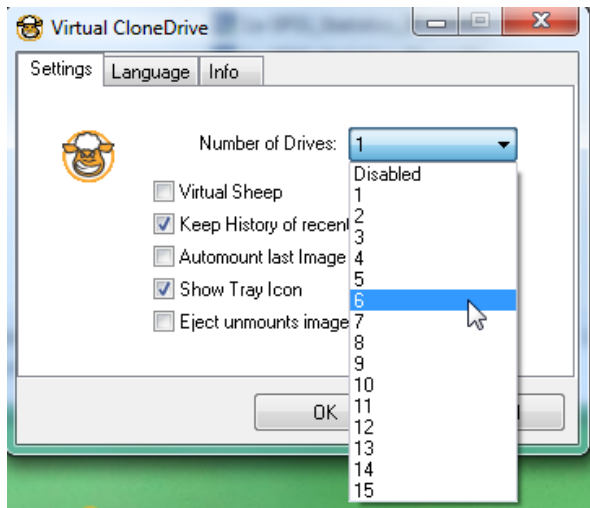 Virtual CloneDrive
Settings Language Info
Number of Drives: 1
Disabled
1
Virtual Sheep
2
Keep History of recent
3
Automount last Image 4
5
Show Tray Icon
6
Eject unmounts image 7
8
9
10
OK
11
12
13
14
15